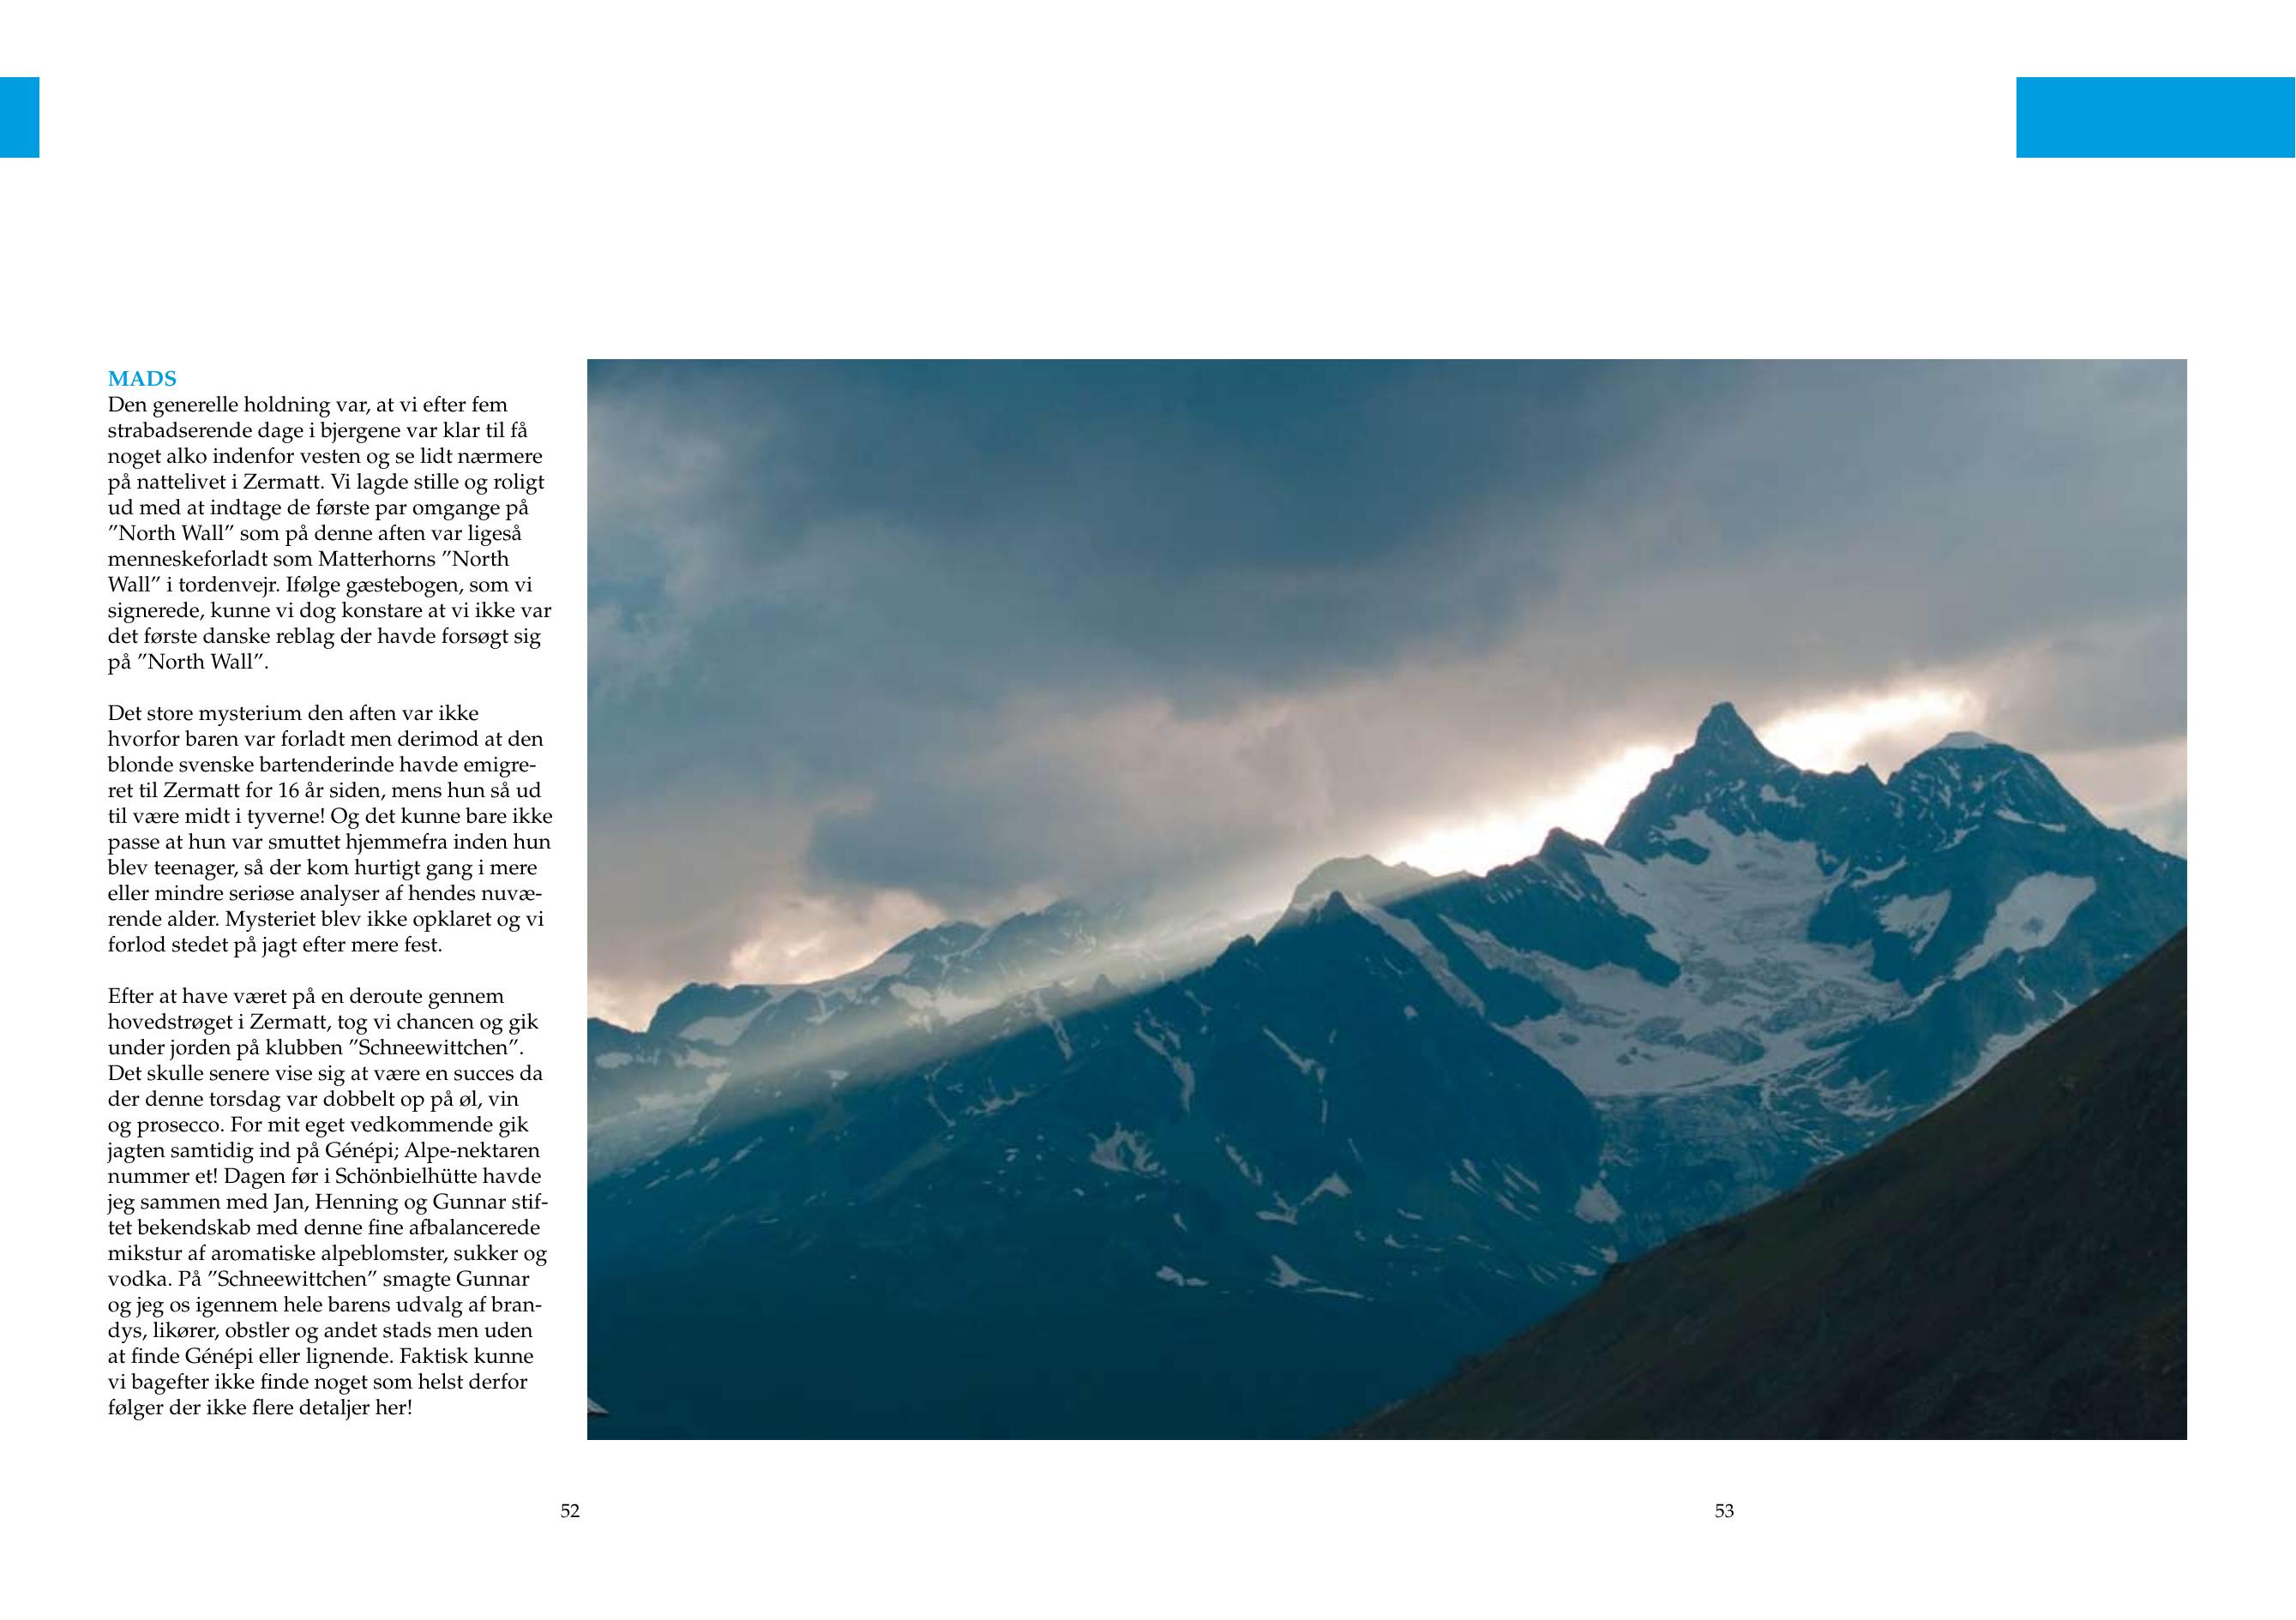 MADS
Den generelle holdning var, at vi efter fem
strabadserende dage i bjergene var klar til få
noget alko indenfor vesten og se lidt nærmere
på nattelivet i Zermatt. Vi lagde stille og roligt
ud med at indtage de første par omgange på
”North Wall” som på denne aften var ligeså
menneskeforladt som Matterhorns ”North
Wall” i tordenvejr. Ifølge gæstebogen, som vi
signerede, kunne vi dog konstare at vi ikke var
det første danske reblag der havde forsøgt sig
på ”North Wall”.
Det store mysterium den aften var ikke
hvorfor baren var forladt men derimod at den
blonde svenske bartenderinde havde emigre-
ret til Zermatt for 16 år siden, mens hun så ud
til være midt i tyverne! Og det kunne bare ikke
passe at hun var smuttet hjemmefra inden hun
blev teenager, så der kom hurtigt gang i mere
eller mindre seriøse analyser af hendes nuvæ-
rende alder. Mysteriet blev ikke opklaret og vi
forlod stedet på jagt efter mere fest.
Efter at have været på en deroute gennem
hovedstrøget i Zermatt, tog vi chancen og gik
under jorden på klubben ”Schneewittchen”.
Det skulle senere vise sig at være en succes da
der denne torsdag var dobbelt op på øl, vin
og prosecco. For mit eget vedkommende gik
jagten samtidig ind på Génépi; Alpe-nektaren
nummer et! Dagen før i Schönbielhütte havde
jeg sammen med Jan, Henning og Gunnar stif-
tet bekendskab med denne fine afbalancerede
mikstur af aromatiske alpeblomster, sukker og
vodka. På ”Schneewittchen” smagte Gunnar
og jeg os igennem hele barens udvalg af bran-
dys, likører, obstler og andet stads men uden
at finde Génépi eller lignende. Faktisk kunne
vi bagefter ikke finde noget som helst derfor
følger der ikke flere detaljer her!
52
53